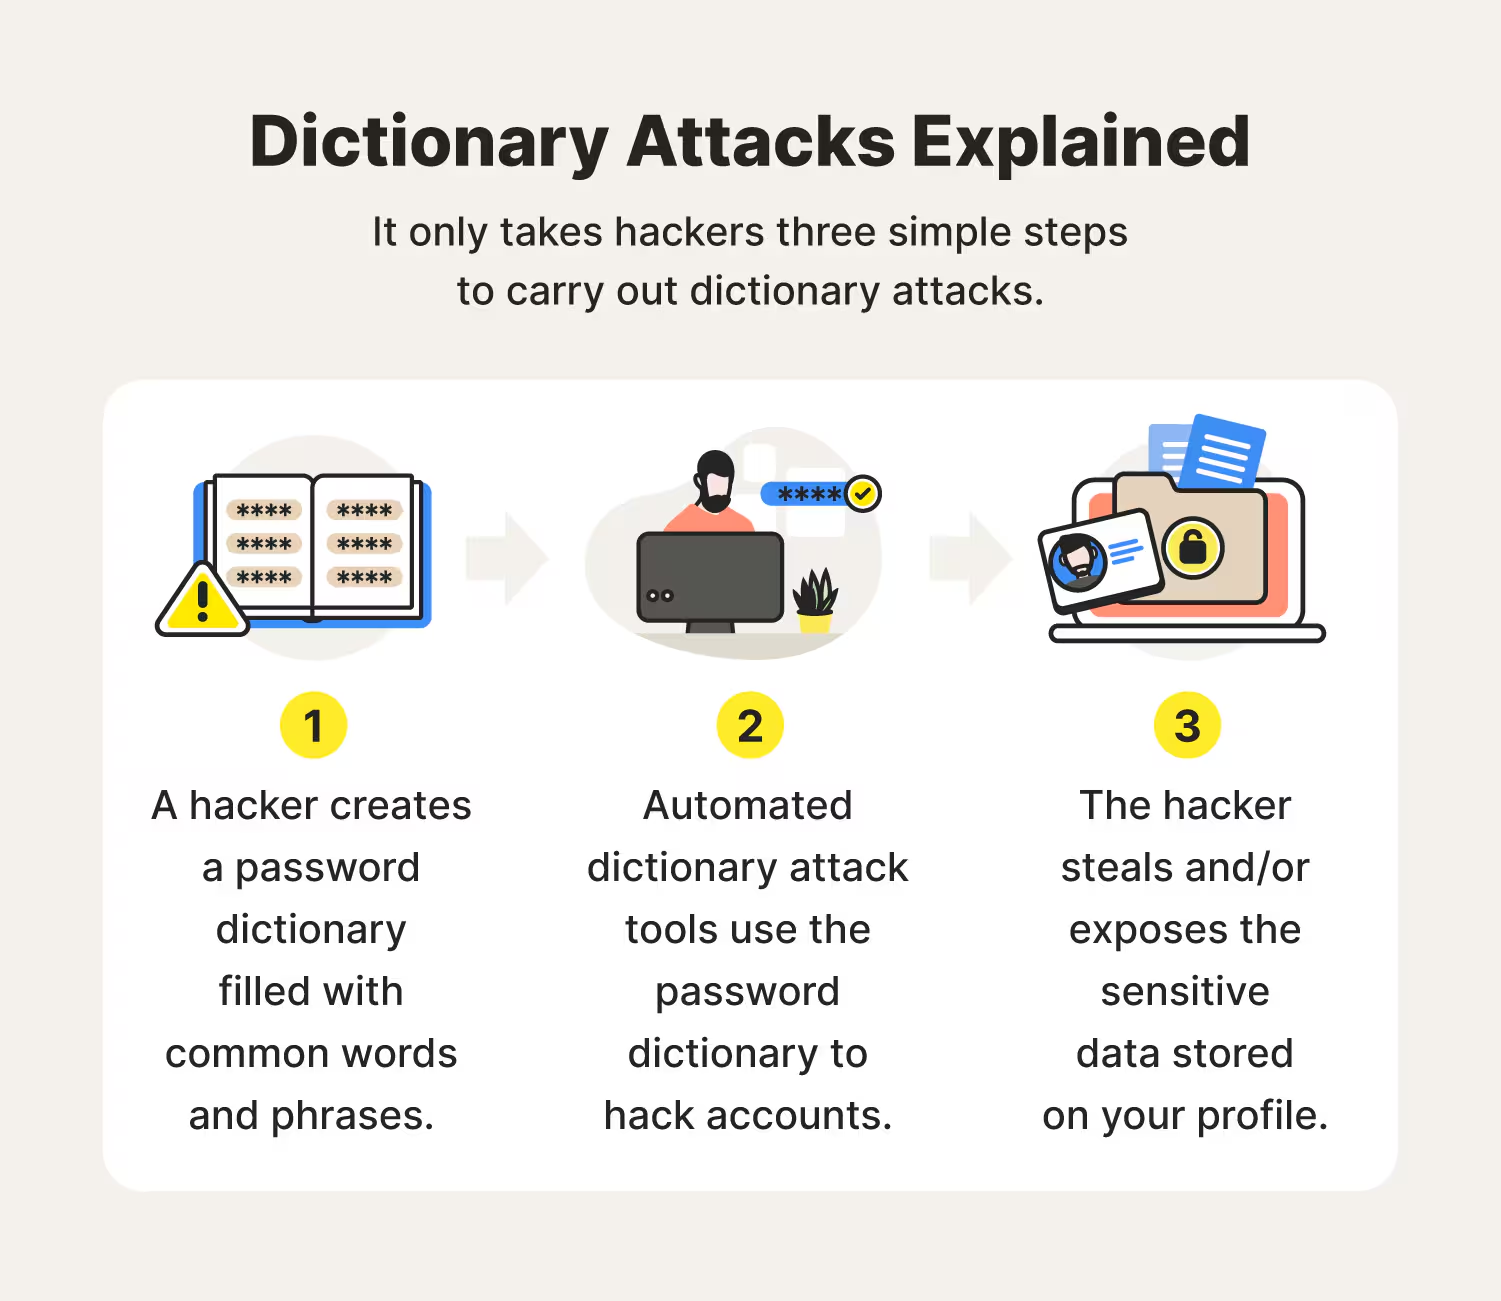 Dictionary Attacks Explained
It only takes hackers three simple steps
to carry out dictionary attacks.
****
****
****
****
****
****
****
1
A hacker creates
a password
dictionary
filled with
common words
and phrases.
2
Automated
dictionary attack
tools use the
password
dictionary to
hack accounts.
3
The hacker
steals and/or
exposes the
sensitive
data stored
on your profile.